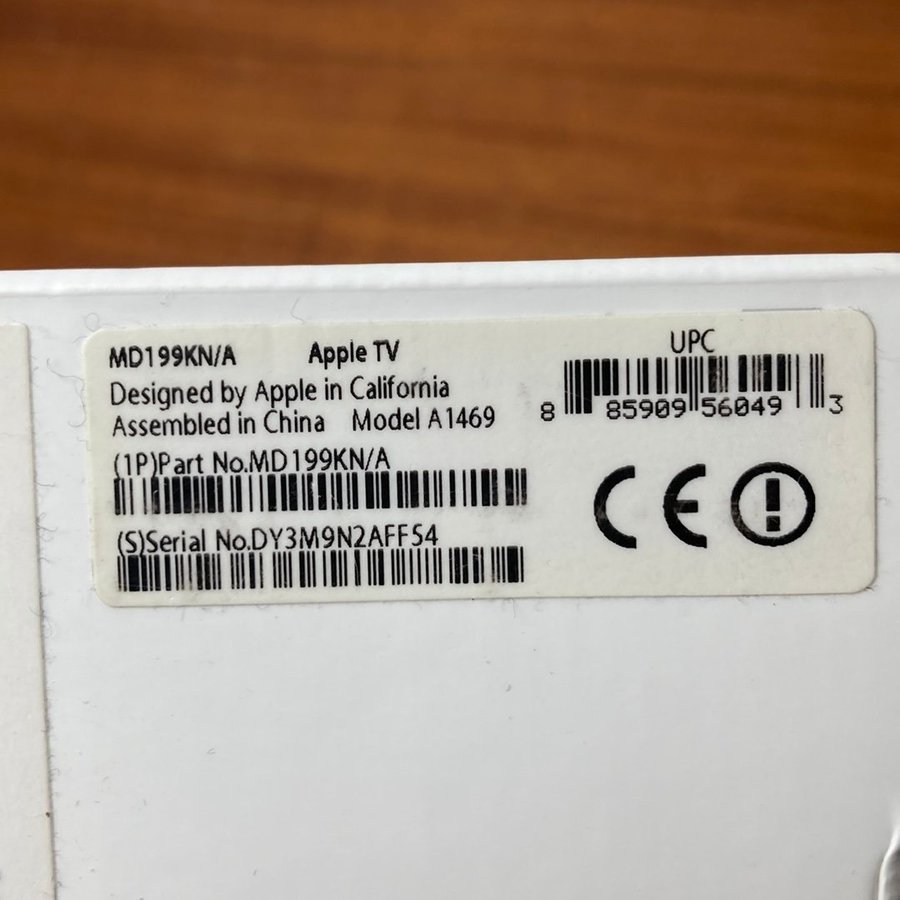 MD199KN/A Apple TV
Designed by Apple in California
Assembled in China Model A1469
(1P)Part No.MD199KN/A
(S)Serial No.DY3M9N2AFF54
UPC
8 85909 56049 3
CE